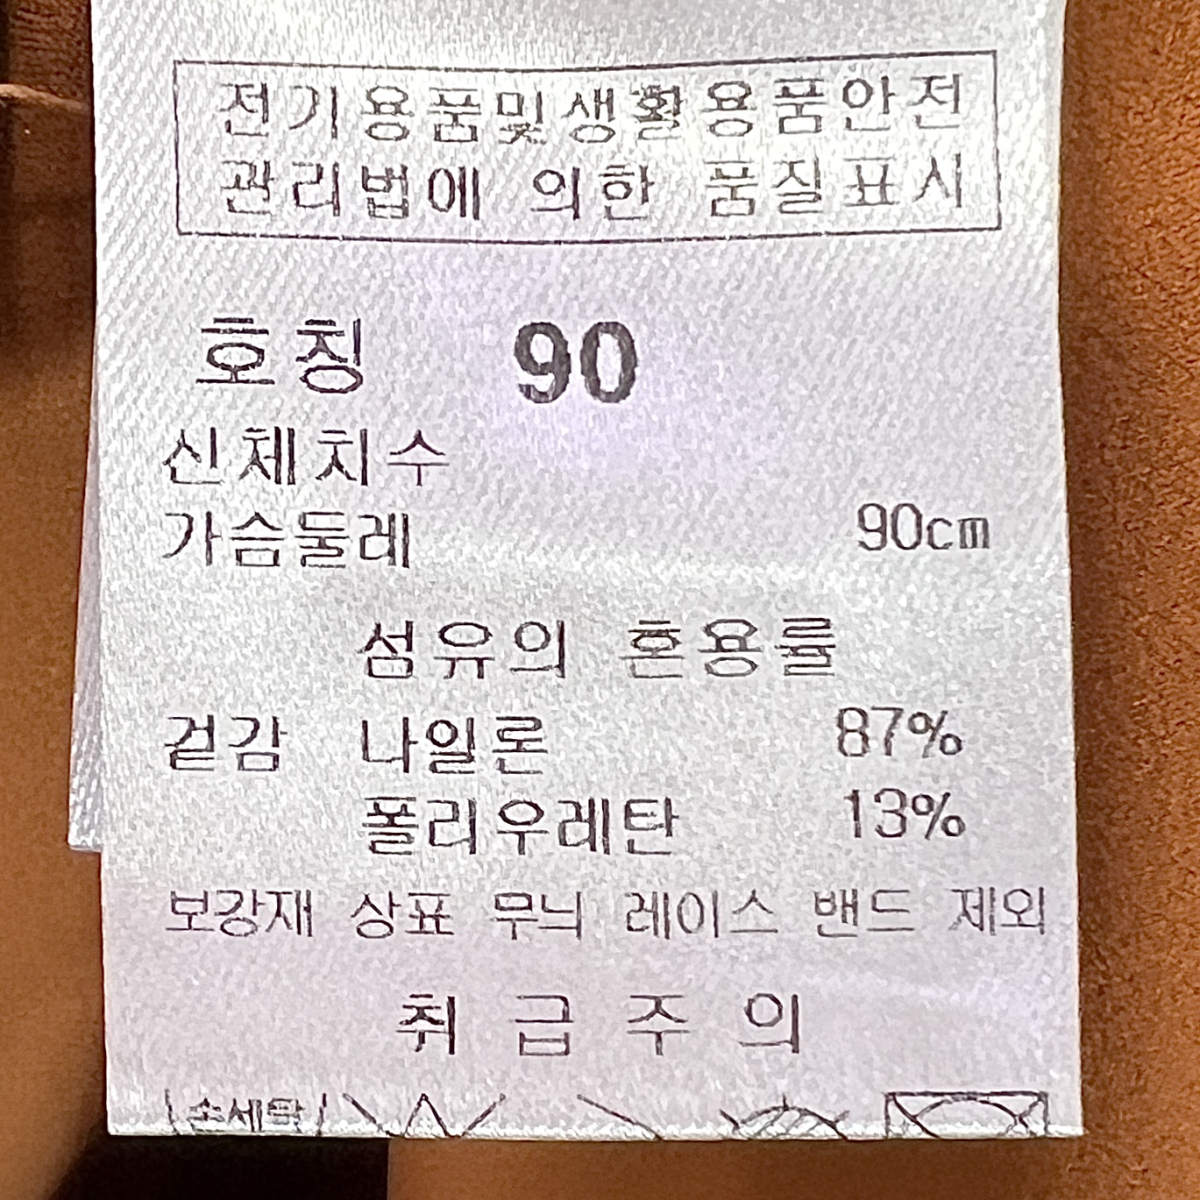 전기용품및생활용품안전
관리법에 의한 품질표시
호칭 90
신체치수
가슴둘레 90cm
섬유의 혼용률
겉감 나일론 87%
폴리우레탄 13%
보강재 상표 무늬 레이스 밴드 제외
취급주의
손세탁